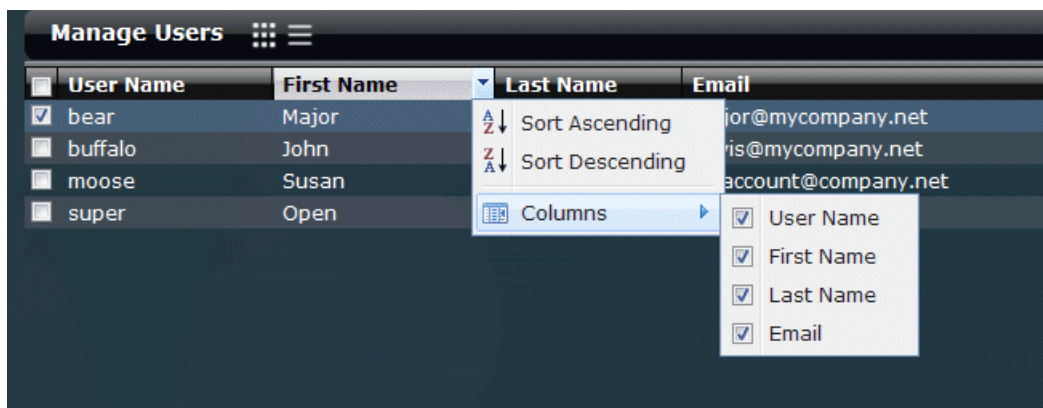 Manage Users
User Name First Name Last Name Email
bear Major jor@mycompany.net
buffalo John vis@mycompany.net
moose Susan account@company.net
super Open
Sort Ascending
Sort Descending
Columns
User Name
First Name
Last Name
Email